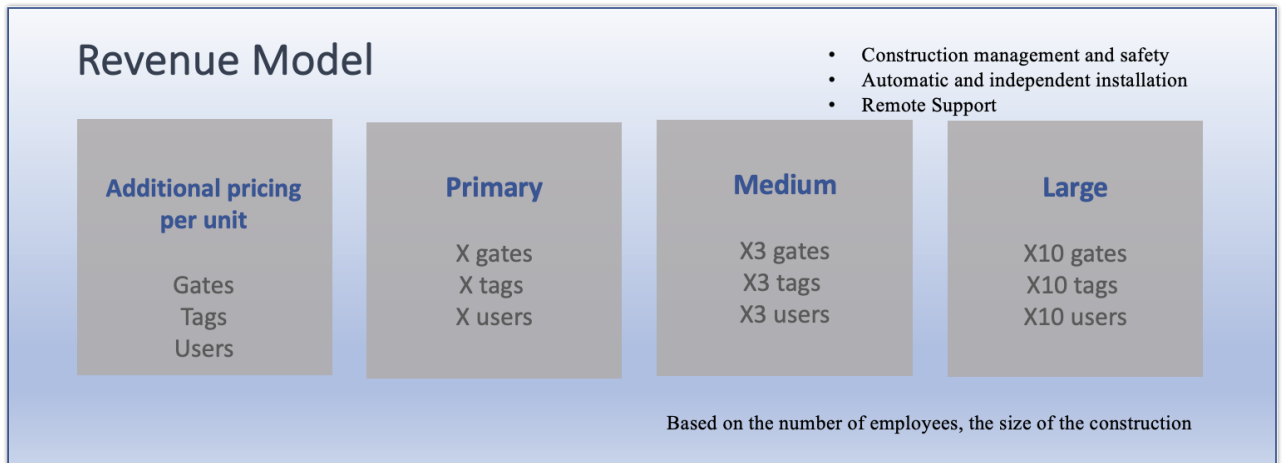 Revenue Model
• Construction management and safety
• Automatic and independent installation
• Remote Support
Additional pricing
per unit
Gates
Tags
Users
Primary
X gates
X tags
X users
Medium
X3 gates
X3 tags
X3 users
Large
X10 gates
X10 tags
X10 users
Based on the number of employees, the size of the construction